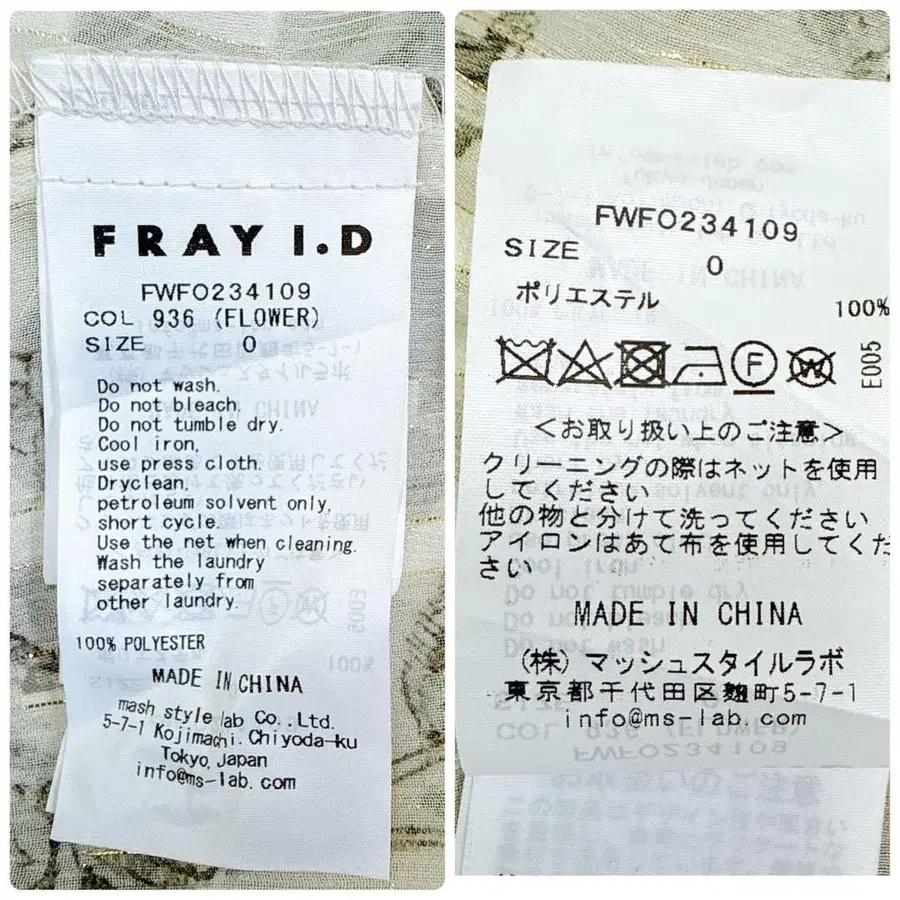 FRAY I.D
FWFO234109
COL 936 (FLOWER)
SIZE 0
Do not wash.
Do not bleach.
Do not tumble dry.
Cool iron,
use press cloth.
Dryclean,
petroleum solvent only,
short cycle.
Use the net when cleaning.
Wash the laundry
separately from
other laundry.
100% POLYESTER
MADE IN CHINA
mash style lab Co.,Ltd.
5-7-1 Kojimachi, Chiyoda-ku
Tokyo, Japan
info@ms-lab.com
FWFO234109
SIZE 0
ポリエステル 100%
F W
E005
<お取り扱い上のご注意>
クリーニングの際はネットを使用
してください
他の物と分けて洗ってください
アイロンはあて布を使用してくだ
さい
MADE IN CHINA
(株) マッシュスタイルラボ
東京都千代田区麹町5-7-1
info@ms-lab.com